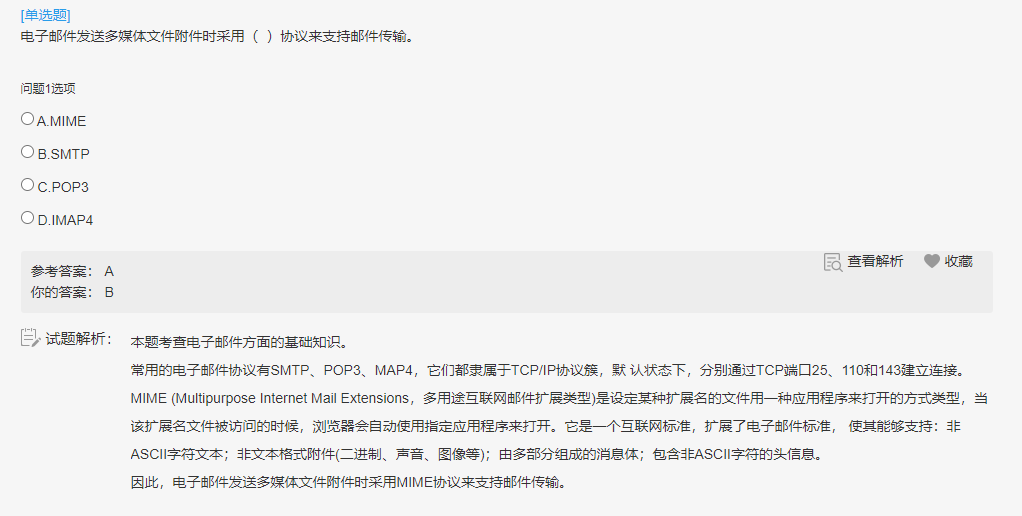 [单选题]
电子邮件发送多媒体文件附件时采用（ ）协议来支持邮件传输。
问题1选项
A.MIME
B.SMTP
C.POP3
D.IMAP4
参考答案： A
查看解析 收藏
你的答案： B
试题解析： 本题考查电子邮件方面的基础知识。
常用的电子邮件协议有SMTP、POP3、MAP4，它们都隶属于TCP/IP协议簇，默 认状态下，分别通过TCP端口25、110和143建立连接。
MIME (Multipurpose Internet Mail Extensions，多用途互联网邮件扩展类型)是设定某种扩展名的文件用一种应用程序来打开的方式类型，当
该扩展名文件被访问的时候，浏览器会自动使用指定应用程序来打开。它是一个互联网标准，扩展了电子邮件标准， 使其能够支持：非
ASCII字符文本；非文本格式附件(二进制、声音、图像等)；由多部分组成的消息体；包含非ASCII字符的头信息。
因此，电子邮件发送多媒体文件附件时采用MIME协议来支持邮件传输。